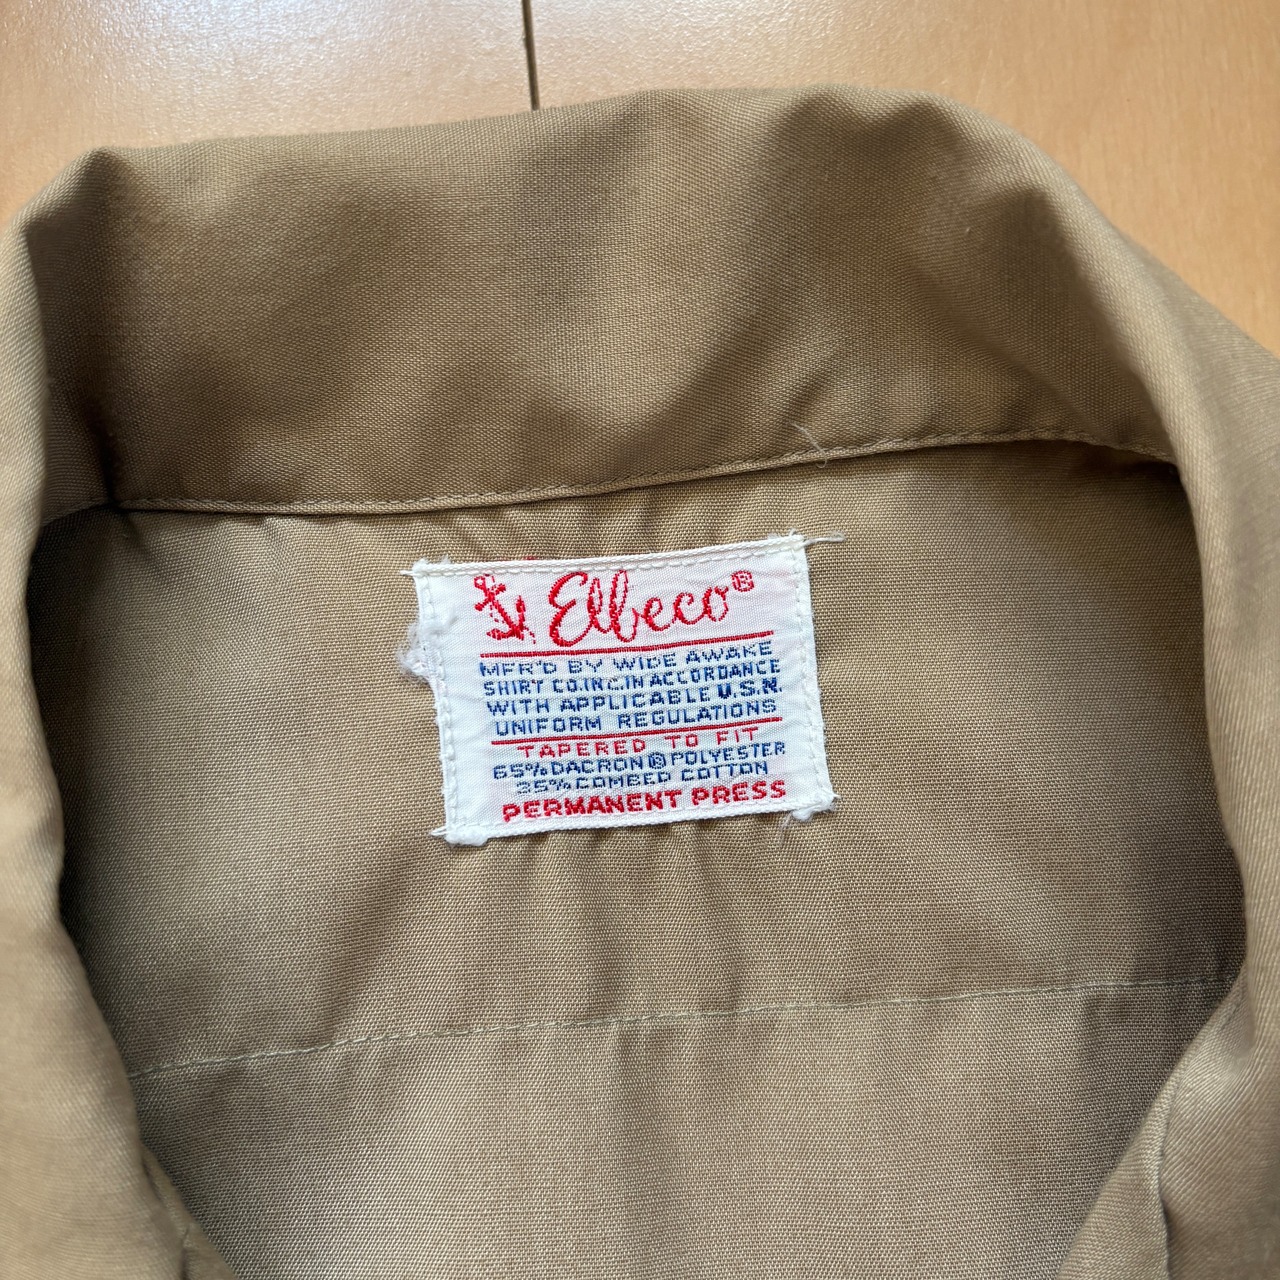 Elbeco®
MFR'D BY WIDE AWAKE
SHIRT CO.INC.IN ACCORDANCE
WITH APPLICABLE U.S.N.
UNIFORM REGULATIONS
TAPERED TO FIT
65% DACRON® POLYESTER
35% COMBED COTTON
PERMANENT PRESS